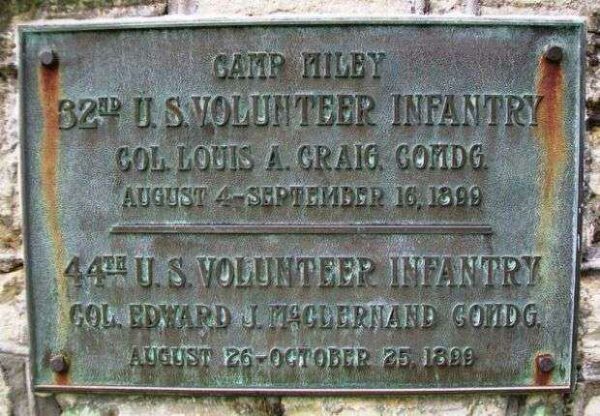 CAMP MILEY
32ND U.S. VOLUNTEER INFANTRY
COL. LOUIS A. CRAIG, COMDG.
AUGUST 4-SEPTEMBER 16, 1899
44TH U.S. VOLUNTEER INFANTRY
COL. EDWARD J. McCLERNAND COMDG.
AUGUST 26-OCTOBER 25, 1899